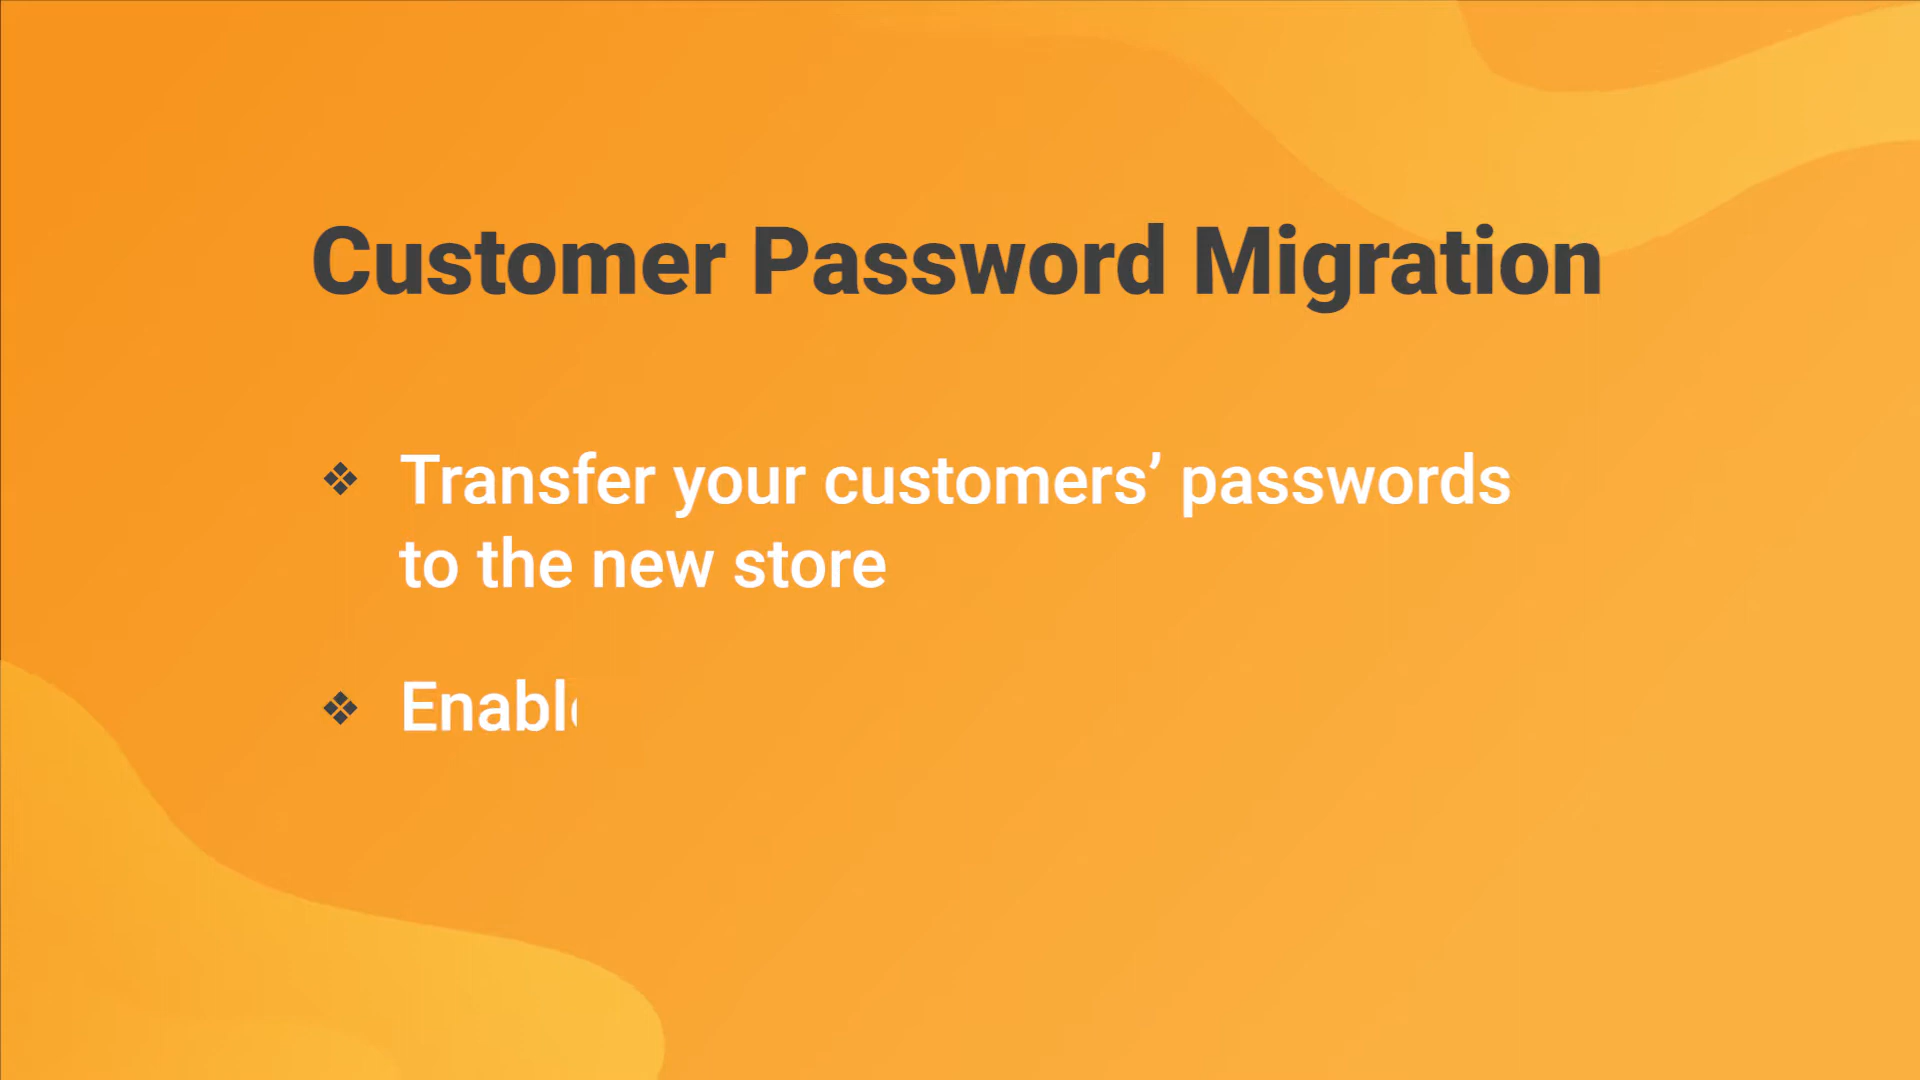 Customer Password Migration
❖ Transfer your customers’ passwords
to the new store
❖ Enabl